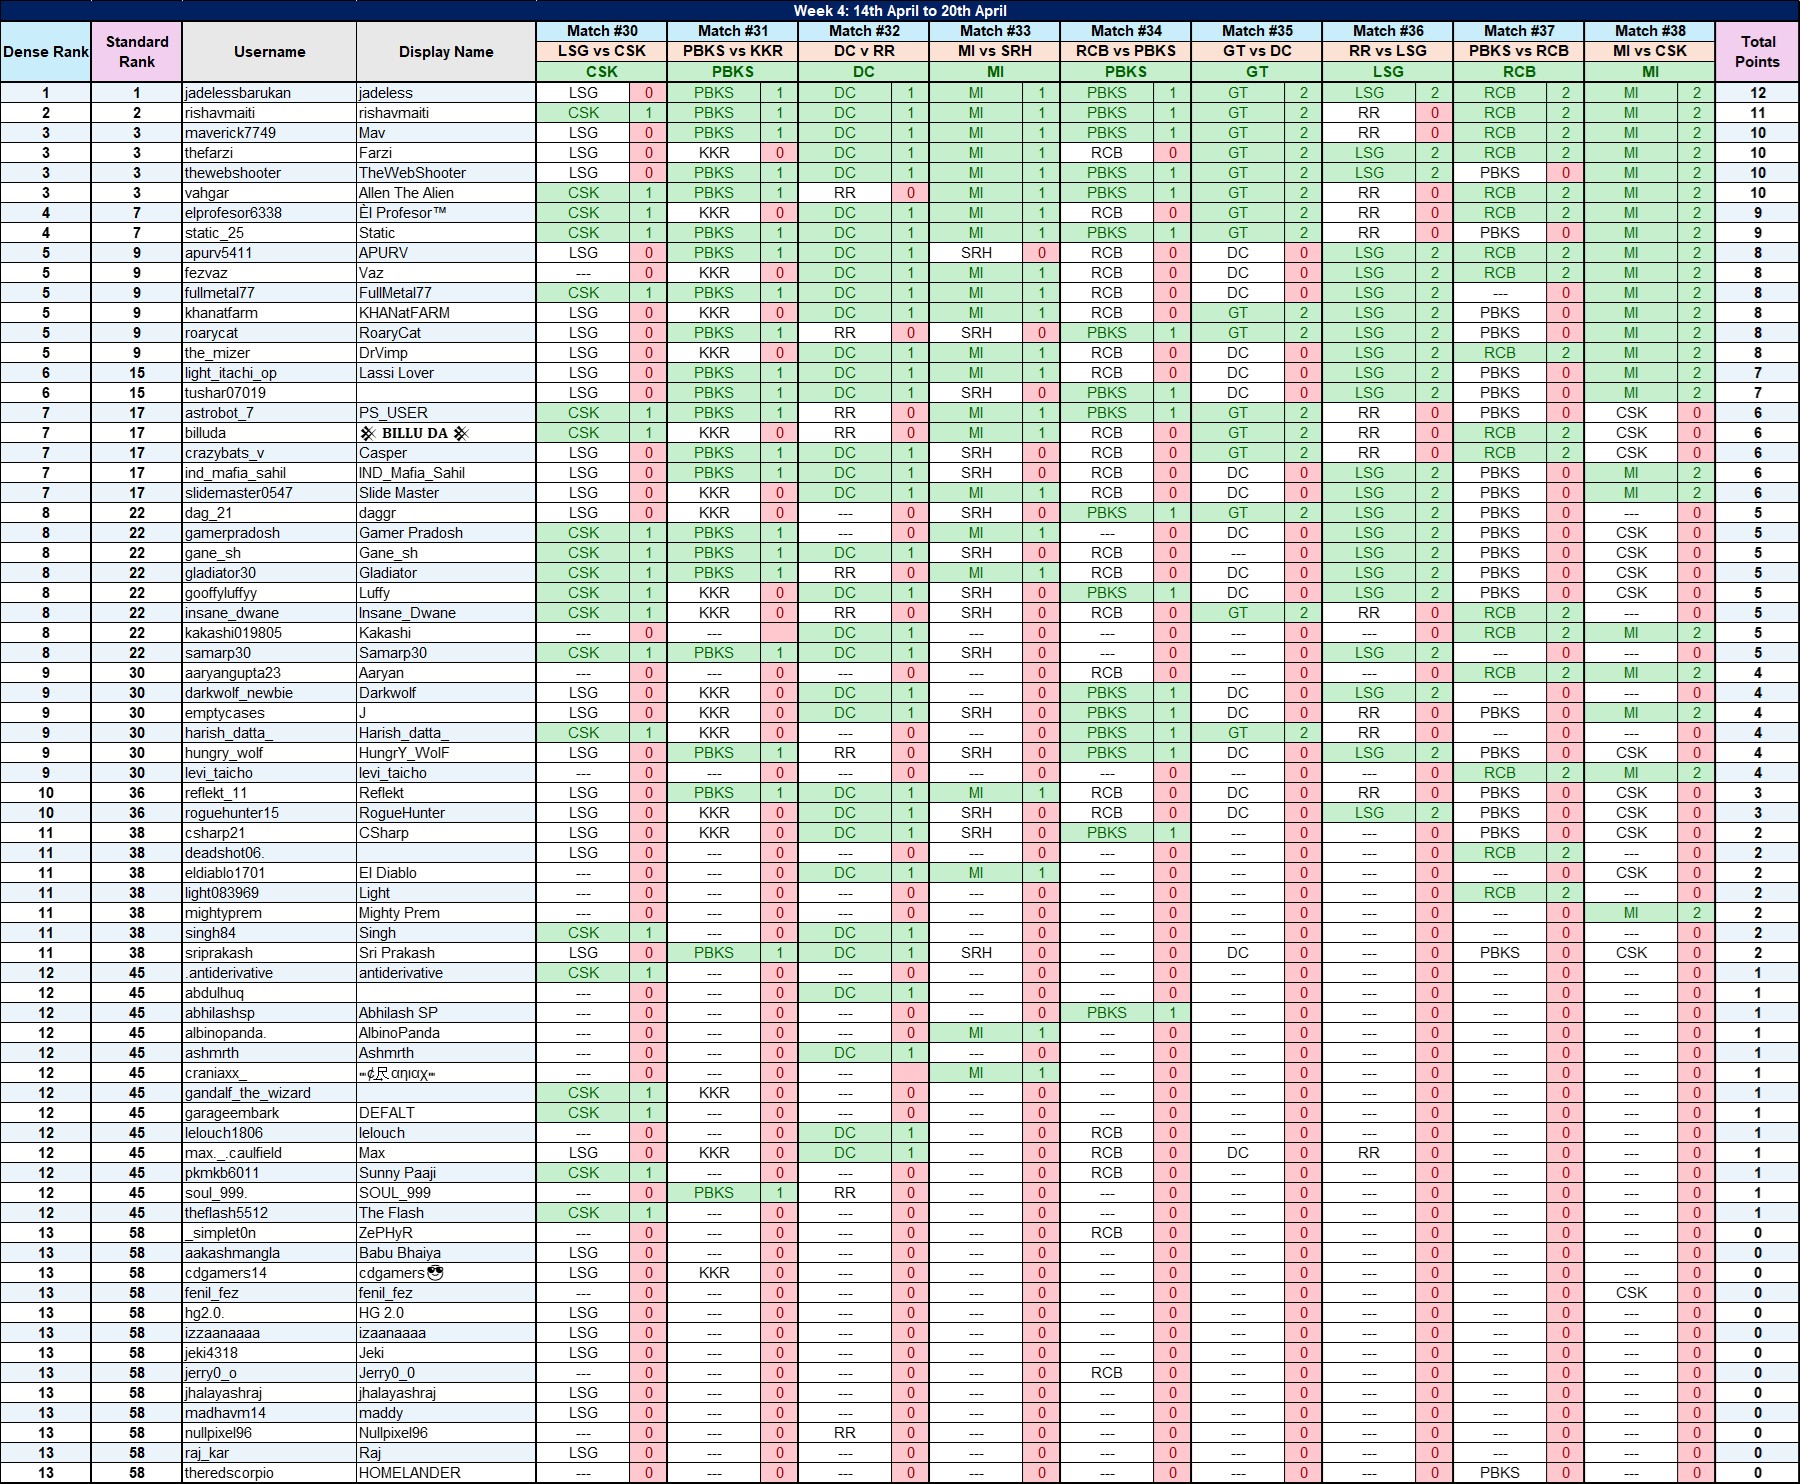 Week 4: 14th April to 20th April
Dense Rank Standard Rank Username Display Name Match #30 Match #31 Match #32 Match #33 Match #34 Match #35 Match #36 Match #37 Match #38 Total Points
LSG vs CSK PBKS vs KKR DC v RR MI vs SRH RCB vs PBKS GT vs DC RR vs LSG PBKS vs RCB MI vs CSK
CSK PBKS DC MI PBKS GT LSG RCB MI
1 1 jadelessbarukan jadeless LSG 0 PBKS 1 DC 1 MI 1 PBKS 1 GT 2 LSG 2 RCB 2 MI 2 12
2 2 rishavmaiti rishavmaiti CSK 1 PBKS 1 DC 1 MI 1 PBKS 1 GT 2 RR 0 RCB 2 MI 2 11
3 3 maverick7749 Mav LSG 0 PBKS 1 DC 1 MI 1 PBKS 1 GT 2 RR 0 RCB 2 MI 2 10
3 3 thefarzi Farzi LSG 0 KKR 0 DC 1 MI 1 RCB 0 GT 2 LSG 2 RCB 2 MI 2 10
3 3 thewebshooter TheWebShooter LSG 0 PBKS 1 DC 1 MI 1 PBKS 1 GT 2 LSG 2 PBKS 0 MI 2 10
3 3 vahgar Allen The Alien CSK 1 PBKS 1 RR 0 MI 1 PBKS 1 GT 2 RR 0 RCB 2 MI 2 10
4 7 elprofesor6338 Èl Profesor™ CSK 1 KKR 0 DC 1 MI 1 RCB 0 GT 2 RR 0 RCB 2 MI 2 9
4 7 static_25 Static CSK 1 PBKS 1 DC 1 MI 1 PBKS 1 GT 2 RR 0 PBKS 0 MI 2 9
5 9 apurv5411 APURV LSG 0 PBKS 1 DC 1 SRH 0 RCB 0 DC 0 LSG 2 RCB 2 MI 2 8
5 9 fezvaz Vaz --- 0 KKR 0 DC 1 MI 1 RCB 0 DC 0 LSG 2 RCB 2 MI 2 8
5 9 fullmetal77 FullMetal77 CSK 1 PBKS 1 DC 1 MI 1 RCB 0 DC 0 LSG 2 --- 0 MI 2 8
5 9 khanatfarm KHANatFARM LSG 0 KKR 0 DC 1 MI 1 RCB 0 GT 2 LSG 2 PBKS 0 MI 2 8
5 9 roarycat RoaryCat LSG 0 PBKS 1 RR 0 SRH 0 PBKS 1 GT 2 LSG 2 PBKS 0 MI 2 8
5 9 the_mizer DrVimp LSG 0 KKR 0 DC 1 MI 1 RCB 0 DC 0 LSG 2 RCB 2 MI 2 8
6 15 light_itachi_op Lassi Lover LSG 0 PBKS 1 DC 1 MI 1 RCB 0 DC 0 LSG 2 PBKS 0 MI 2 7
6 15 tushar07019 LSG 0 PBKS 1 DC 1 SRH 0 PBKS 1 DC 0 LSG 2 PBKS 0 MI 2 7
7 17 astrobot_7 PS_USER CSK 1 PBKS 1 RR 0 MI 1 PBKS 1 GT 2 RR 0 PBKS 0 CSK 0 6
7 17 billuda BILLU DA CSK 1 KKR 0 RR 0 MI 1 RCB 0 GT 2 RR 0 RCB 2 CSK 0 6
7 17 crazybats_v Casper LSG 0 PBKS 1 DC 1 SRH 0 RCB 0 GT 2 RR 0 RCB 2 CSK 0 6
7 17 ind_mafia_sahil IND_Mafia_Sahil LSG 0 PBKS 1 DC 1 SRH 0 RCB 0 DC 0 LSG 2 PBKS 0 MI 2 6
7 17 slidemaster0547 Slide Master LSG 0 KKR 0 DC 1 MI 1 RCB 0 DC 0 LSG 2 PBKS 0 MI 2 6
8 22 dag_21 daggr LSG 0 KKR 0 --- 0 SRH 0 PBKS 1 GT 2 LSG 2 PBKS 0 --- 0 5
8 22 gamerpradosh Gamer Pradosh CSK 1 PBKS 1 --- 0 MI 1 --- 0 DC 0 LSG 2 PBKS 0 CSK 0 5
8 22 gane_sh Gane_sh CSK 1 PBKS 1 DC 1 SRH 0 RCB 0 --- 0 LSG 2 PBKS 0 CSK 0 5
8 22 gladiator30 Gladiator CSK 1 PBKS 1 RR 0 MI 1 RCB 0 DC 0 LSG 2 PBKS 0 CSK 0 5
8 22 gooffyluffyy Luffy CSK 1 KKR 0 DC 1 SRH 0 PBKS 1 DC 0 LSG 2 PBKS 0 CSK 0 5
8 22 insane_dwane Insane_Dwane CSK 1 KKR 0 RR 0 SRH 0 RCB 0 GT 2 RR 0 RCB 2 --- 0 5
8 22 kakashi019805 Kakashi --- 0 --- DC 1 --- 0 --- 0 --- 0 --- 0 RCB 2 MI 2 5
8 22 samarp30 Samarp30 CSK 1 PBKS 1 DC 1 SRH 0 --- 0 --- 0 LSG 2 --- 0 --- 0 5
9 30 aaryangupta23 Aaryan --- 0 --- 0 --- 0 --- 0 RCB 0 --- 0 --- 0 RCB 2 MI 2 4
9 30 darkwolf_newbie Darkwolf LSG 0 KKR 0 DC 1 --- 0 PBKS 1 DC 0 LSG 2 --- 0 --- 0 4
9 30 emptycases J LSG 0 KKR 0 DC 1 SRH 0 PBKS 1 DC 0 RR 0 PBKS 0 MI 2 4
9 30 harish_datta_ Harish_datta_ CSK 1 KKR 0 --- 0 --- 0 PBKS 1 GT 2 RR 0 --- 0 --- 0 4
9 30 hungry_wolf HungrY_WolF LSG 0 PBKS 1 RR 0 SRH 0 PBKS 1 DC 0 LSG 2 PBKS 0 CSK 0 4
9 30 levi_taicho levi_taicho --- 0 --- 0 --- 0 --- 0 --- 0 --- 0 --- 0 RCB 2 MI 2 4
10 36 reflekt_11 Reflekt LSG 0 PBKS 1 DC 1 MI 1 RCB 0 DC 0 RR 0 PBKS 0 CSK 0 3
10 36 roguehunter15 RogueHunter LSG 0 KKR 0 DC 1 SRH 0 RCB 0 DC 0 LSG 2 PBKS 0 CSK 0 3
11 38 csharp21 CSharp LSG 0 KKR 0 DC 1 SRH 0 PBKS 1 --- 0 --- 0 PBKS 0 CSK 0 2
11 38 deadshot06. LSG 0 --- 0 --- 0 --- 0 --- 0 --- 0 --- 0 RCB 2 --- 0 2
11 38 eldiablo1701 El Diablo --- 0 --- 0 DC 1 MI 1 --- 0 --- 0 --- 0 --- 0 CSK 0 2
11 38 light083969 Light --- 0 --- 0 --- 0 --- 0 --- 0 --- 0 --- 0 RCB 2 --- 0 2
11 38 mightyprem Mighty Prem --- 0 --- 0 --- 0 --- 0 --- 0 --- 0 --- 0 --- 0 MI 2 2
11 38 singh84 Singh CSK 1 --- 0 DC 1 --- 0 --- 0 --- 0 --- 0 --- 0 --- 0 2
11 38 sriprakash Sri Prakash LSG 0 PBKS 1 DC 1 SRH 0 --- 0 DC 0 --- 0 PBKS 0 CSK 0 2
12 45 .antiderivative antiderivative CSK 1 --- 0 --- 0 --- 0 --- 0 --- 0 --- 0 --- 0 --- 0 1
12 45 abdulhuq --- 0 --- 0 DC 1 --- 0 --- 0 --- 0 --- 0 --- 0 --- 0 1
12 45 abhilashsp Abhilash SP --- 0 --- 0 --- 0 --- 0 PBKS 1 --- 0 --- 0 --- 0 --- 0 1
12 45 albinopanda. AlbinoPanda --- 0 --- 0 --- 0 MI 1 --- 0 --- 0 --- 0 --- 0 --- 0 1
12 45 ashmrth Ashmrth --- 0 --- 0 DC 1 --- 0 --- 0 --- 0 --- 0 --- 0 --- 0 1
12 45 craniaxx_ --- 0 --- 0 --- MI 1 --- 0 --- 0 --- 0 --- 0 --- 0 1
12 45 gandalf_the_wizard CSK 1 KKR 0 --- 0 --- 0 --- 0 --- 0 --- 0 --- 0 --- 0 1
12 45 garageembark DEFALT CSK 1 --- 0 --- 0 --- 0 --- 0 --- 0 --- 0 --- 0 --- 0 1
12 45 lelouch1806 lelouch --- 0 --- 0 DC 1 --- 0 RCB 0 --- 0 --- 0 --- 0 --- 0 1
12 45 max._.caulfield Max LSG 0 KKR 0 DC 1 --- 0 RCB 0 DC 0 RR 0 --- 0 --- 0 1
12 45 pkmkb6011 Sunny Paaji CSK 1 --- 0 --- 0 --- 0 RCB 0 --- 0 --- 0 --- 0 --- 0 1
12 45 soul_999. SOUL_999 --- 0 PBKS 1 RR 0 --- 0 --- 0 --- 0 --- 0 --- 0 --- 0 1
12 45 theflash5512 The Flash CSK 1 --- 0 --- 0 --- 0 --- 0 --- 0 --- 0 --- 0 --- 0 1
13 58 _simplet0n ZePHyR --- 0 --- 0 --- 0 --- 0 RCB 0 --- 0 --- 0 --- 0 --- 0 0
13 58 aakashmangla Babu Bhaiya LSG 0 --- 0 --- 0 --- 0 --- 0 --- 0 --- 0 --- 0 --- 0 0
13 58 cdgamers14 cdgamers😎 LSG 0 KKR 0 --- 0 --- 0 --- 0 --- 0 --- 0 --- 0 --- 0 0
13 58 fenil_fez fenil_fez --- 0 --- 0 --- 0 --- 0 --- 0 --- 0 --- 0 --- 0 CSK 0 0
13 58 hg2.0. HG 2.0 LSG 0 --- 0 --- 0 --- 0 --- 0 --- 0 --- 0 --- 0 --- 0 0
13 58 izzaanaaaa izaanaaaa LSG 0 --- 0 --- 0 --- 0 --- 0 --- 0 --- 0 --- 0 --- 0 0
13 58 jeki4318 Jeki LSG 0 --- 0 --- 0 --- 0 --- 0 --- 0 --- 0 --- 0 --- 0 0
13 58 jerry0_o Jerry0_0 --- 0 --- 0 --- 0 --- 0 RCB 0 --- 0 --- 0 --- 0 --- 0 0
13 58 jhalayashraj jhalayashraj LSG 0 --- 0 --- 0 --- 0 --- 0 --- 0 --- 0 --- 0 --- 0 0
13 58 madhavm14 maddy LSG 0 --- 0 --- 0 --- 0 --- 0 --- 0 --- 0 --- 0 --- 0 0
13 58 nullpixel96 Nullpixel96 --- 0 --- 0 RR 0 --- 0 --- 0 --- 0 --- 0 --- 0 --- 0 0
13 58 raj_kar Raj LSG 0 --- 0 --- 0 --- 0 --- 0 --- 0 --- 0 --- 0 --- 0 0
13 58 theredscorpio HOMELANDER --- 0 --- 0 --- 0 --- 0 --- 0 --- 0 --- 0 PBKS 0 --- 0 0